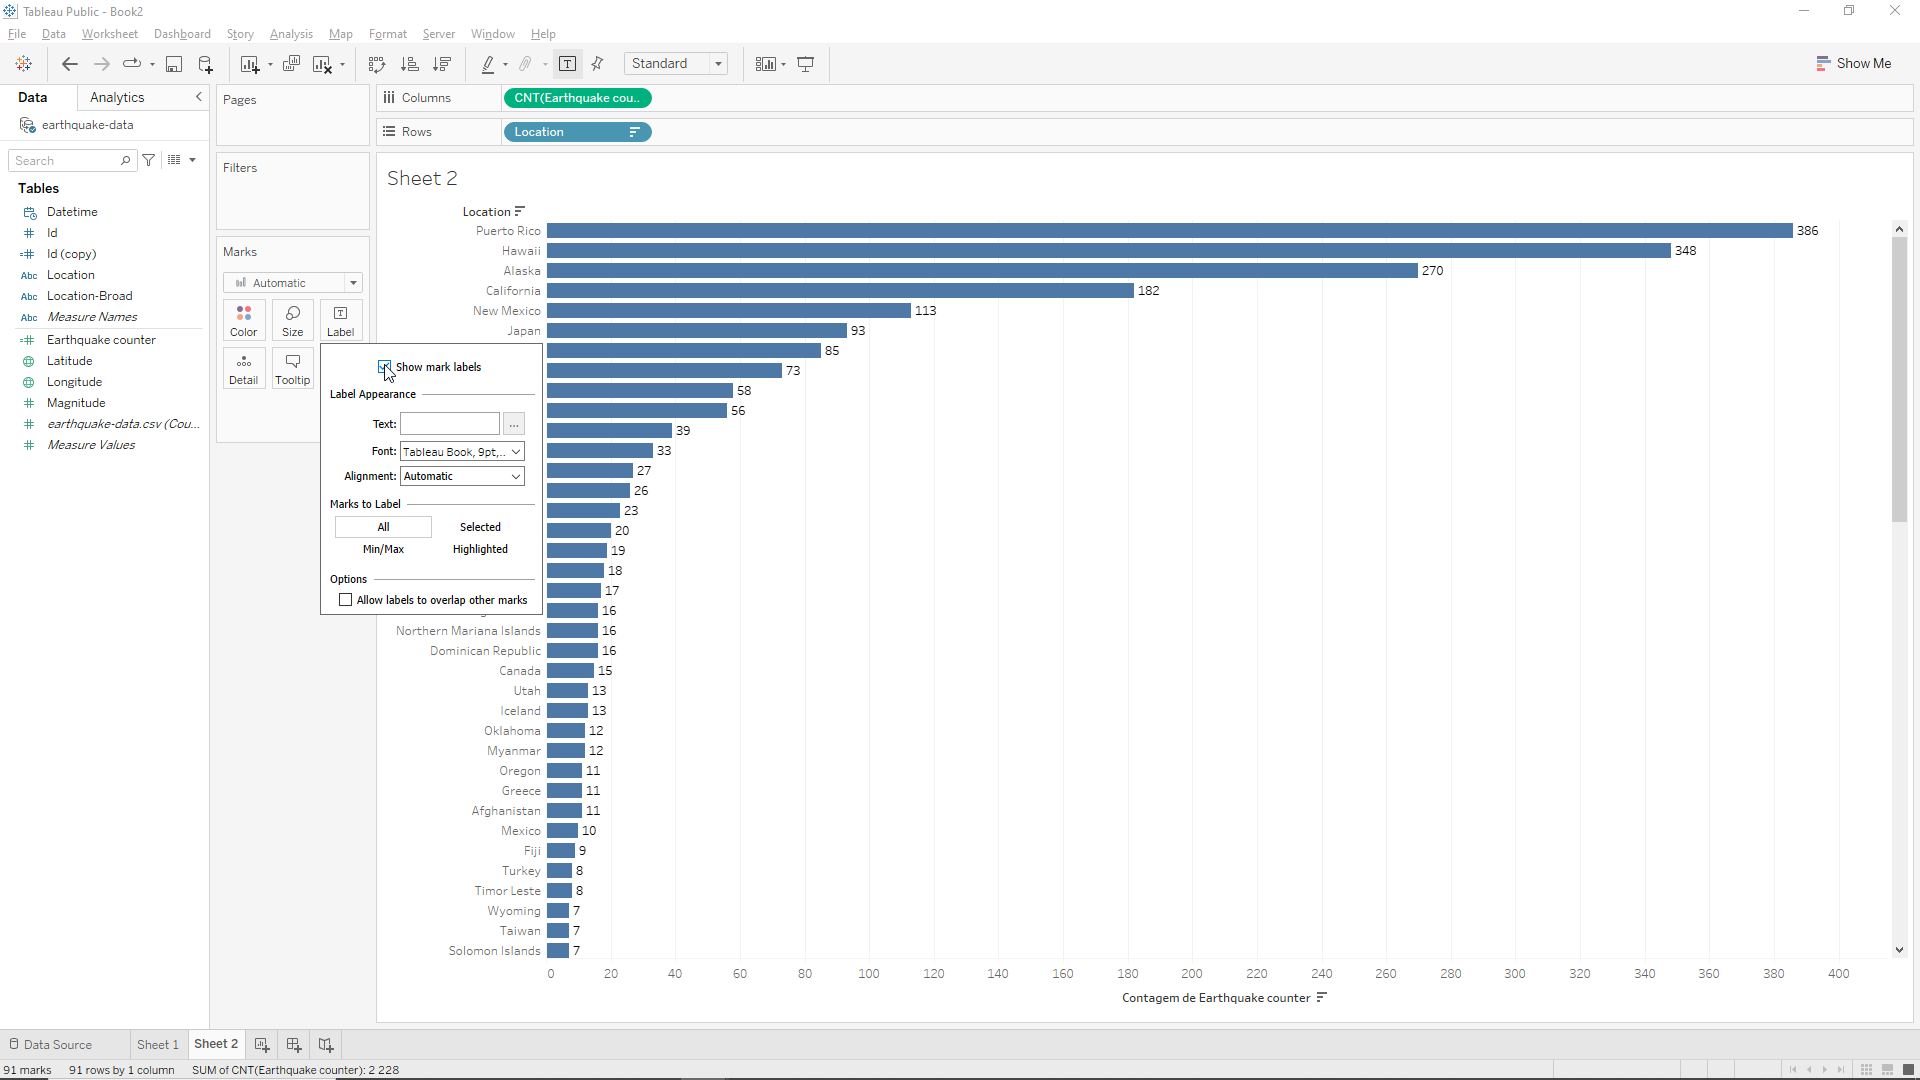 Tableau Public - Book2
File Data Worksheet Dashboard Story Analysis Map Format Server Window Help
Standard
Show Me
Data Analytics
earthquake-data
Search
Tables
Datetime
Id
Id (copy)
Abc Location
Abc Location-Broad
Abc Measure Names
Earthquake counter
Latitude
Longitude
Magnitude
earthquake-data.csv (Cou...
Measure Values
Pages
Filters
Marks
Automatic
Color Size Label
Detail Tooltip
Show mark labels
Label Appearance
Text: ...
Font: Tableau Book, 9pt,...
Alignment: Automatic
Marks to Label
All Selected
Min/Max Highlighted
Options
Allow labels to overlap other marks
Columns CNT(Earthquake cou..
Rows Location
Sheet 2
Location
Puerto Rico 386
Hawaii 348
Alaska 270
California 182
New Mexico 113
Japan 93
85
73
58
56
39
33
27
26
23
20
19
18
17
16
Northern Mariana Islands 16
Dominican Republic 16
Canada 15
Utah 13
Iceland 13
Oklahoma 12
Myanmar 12
Oregon 11
Greece 11
Afghanistan 11
Mexico 10
Fiji 9
Turkey 8
Timor Leste 8
Wyoming 7
Taiwan 7
Solomon Islands 7
0 20 40 60 80 100 120 140 160 180 200 220 240 260 280 300 320 340 360 380 400
Contagem de Earthquake counter
Data Source Sheet 1 Sheet 2
91 marks 91 rows by 1 column SUM of CNT(Earthquake counter): 2 228